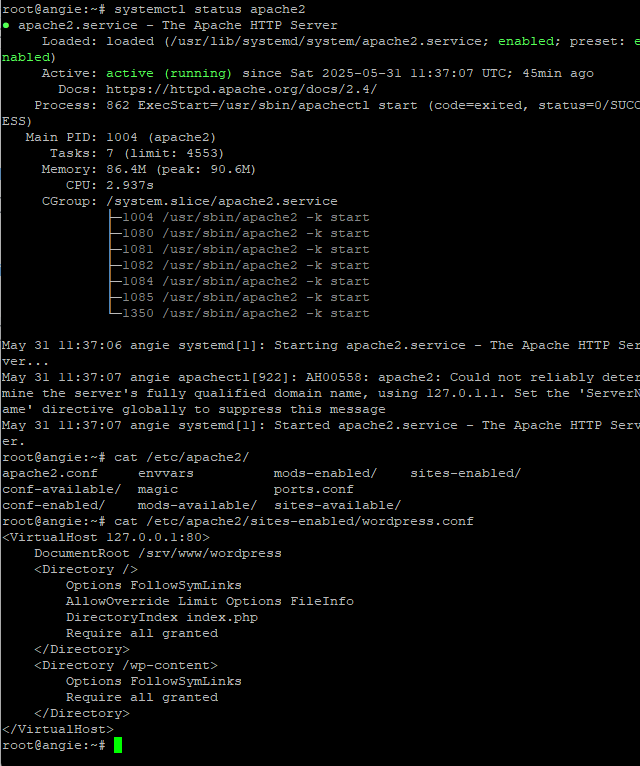 root@angie:~# systemctl status apache2
● apache2.service - The Apache HTTP Server
     Loaded: loaded (/usr/lib/systemd/system/apache2.service; enabled; preset: e
nabled)
     Active: active (running) since Sat 2025-05-31 11:37:07 UTC; 45min ago
       Docs: https://httpd.apache.org/docs/2.4/
    Process: 862 ExecStart=/usr/sbin/apachectl start (code=exited, status=0/SUCC
ESS)
   Main PID: 1004 (apache2)
      Tasks: 7 (limit: 4553)
     Memory: 86.4M (peak: 90.6M)
        CPU: 2.937s
     CGroup: /system.slice/apache2.service
             ├─1004 /usr/sbin/apache2 -k start
             ├─1080 /usr/sbin/apache2 -k start
             ├─1081 /usr/sbin/apache2 -k start
             ├─1082 /usr/sbin/apache2 -k start
             ├─1084 /usr/sbin/apache2 -k start
             ├─1085 /usr/sbin/apache2 -k start
             └─1350 /usr/sbin/apache2 -k start

May 31 11:37:06 angie systemd[1]: Starting apache2.service - The Apache HTTP Ser
ver...
May 31 11:37:07 angie apachectl[922]: AH00558: apache2: Could not reliably deter
mine the server's fully qualified domain name, using 127.0.1.1. Set the 'ServerN
ame' directive globally to suppress this message
May 31 11:37:07 angie systemd[1]: Started apache2.service - The Apache HTTP Serv
er.
root@angie:~# cat /etc/apache2/
apache2.conf     envvars          mods-enabled/    sites-enabled/
conf-available/  magic            ports.conf
conf-enabled/    mods-available/  sites-available/
root@angie:~# cat /etc/apache2/sites-enabled/wordpress.conf
<VirtualHost 127.0.0.1:80>
    DocumentRoot /srv/www/wordpress
    <Directory />
        Options FollowSymLinks
        AllowOverride Limit Options FileInfo
        DirectoryIndex index.php
        Require all granted
    </Directory>
    <Directory /wp-content>
        Options FollowSymLinks
        Require all granted
    </Directory>
</VirtualHost>
root@angie:~#